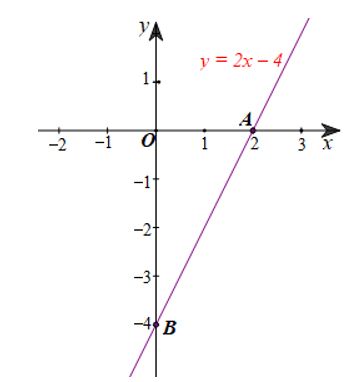 y
y = 2x – 4
1
A
O
–2 –1 1 2 3 x
–1
–2
–3
–4 B